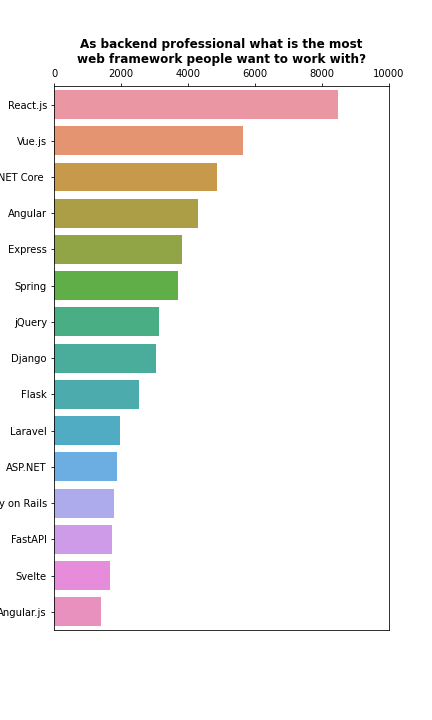 As backend professional what is the most
web framework people want to work with?
0 2000 4000 6000 8000 10000
React.js
Vue.js
NET Core
Angular
Express
Spring
jQuery
Django
Flask
Laravel
ASP.NET
y on Rails
FastAPI
Svelte
Angular.js